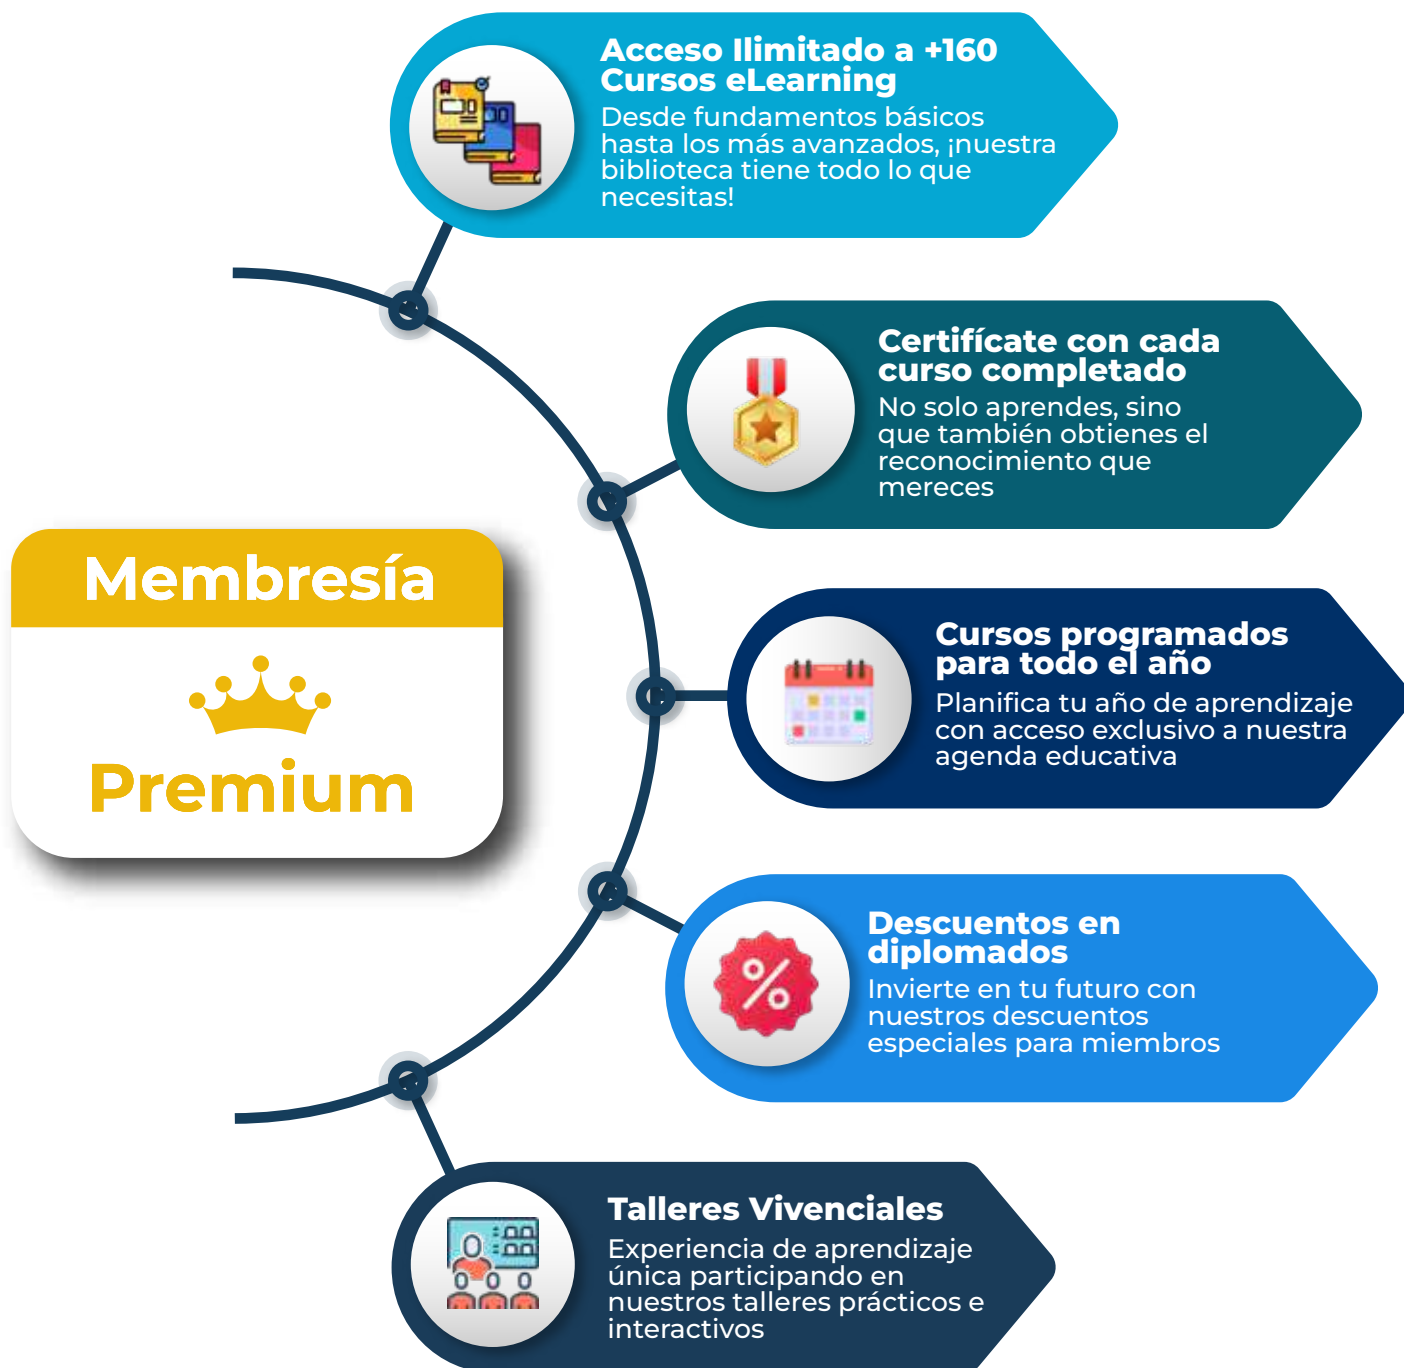 Acceso Ilimitado a +160
Cursos eLearning
Desde fundamentos básicos
hasta los más avanzados, ¡nuestra
biblioteca tiene todo lo que
necesitas!
Certifícate con cada
curso completado
No solo aprendes, sino
que también obtienes el
reconocimiento que
mereces
Membresía
Premium
Cursos programados
para todo el año
Planifica tu año de aprendizaje
con acceso exclusivo a nuestra
agenda educativa
Descuentos en
diplomados
Invierte en tu futuro con
nuestros descuentos
especiales para miembros
Talleres Vivenciales
Experiencia de aprendizaje
única participando en
nuestros talleres prácticos e
interactivos